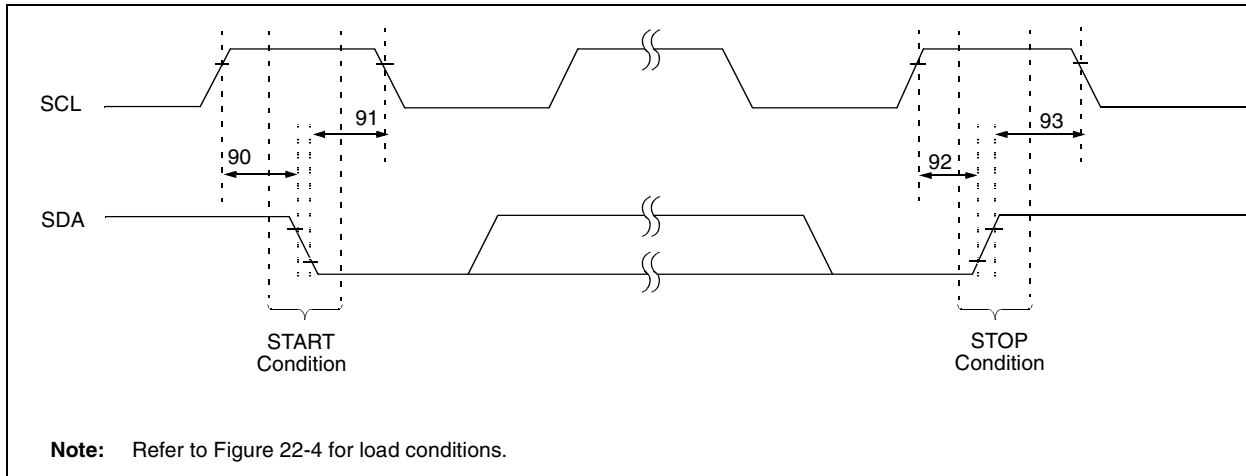 SCL
91
93
90
92
SDA
START
Condition
STOP
Condition
Note: Refer to Figure 22-4 for load conditions.